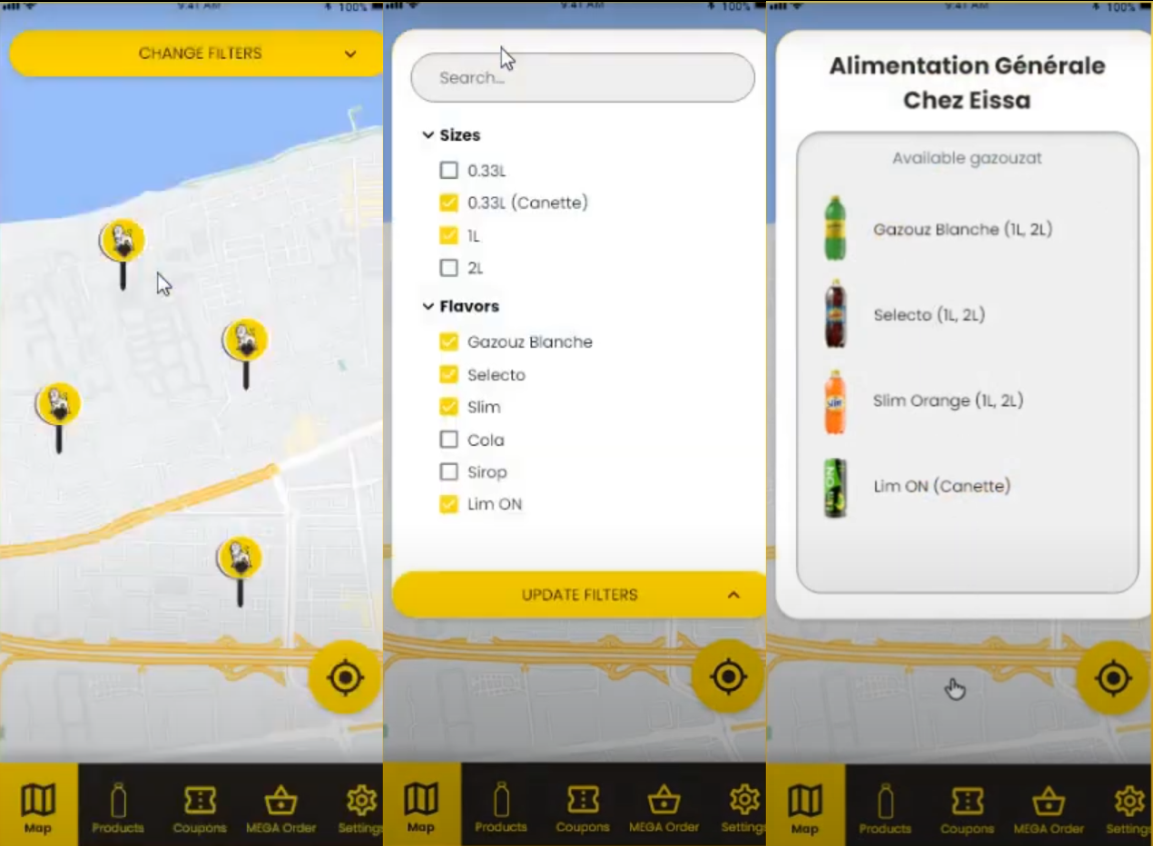 9:41 AM
100%
CHANGE FILTERS
Map
Products
Coupons
MEGA Order
Settings
9:41 AM
100%
Search...
Sizes
0.33L
0.33L (Canette)
1L
2L
Flavors
Gazouz Blanche
Selecto
Slim
Cola
Sirop
Lim ON
UPDATE FILTERS
Map
Products
Coupons
MEGA Order
Settings
9:41 AM
100%
Alimentation Générale
Chez Eissa
Available gazouzat
Gazouz Blanche (1L, 2L)
Selecto (1L, 2L)
Slim Orange (1L, 2L)
Lim ON (Canette)
Map
Products
Coupons
MEGA Order
Settings